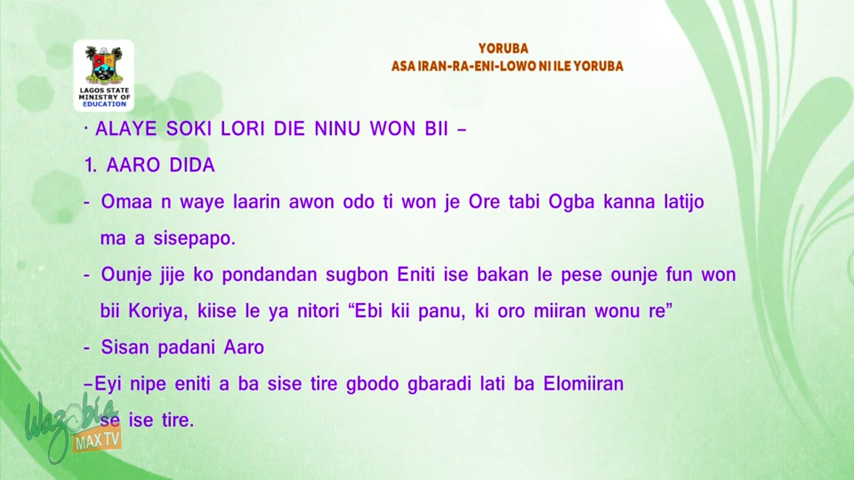 YORUBA
ASA IRAN-RA-ENI-LOWO NI ILE YORUBA
LAGOS STATE
MINISTRY OF
EDUCATION
· ALAYE SOKI LORI DIE NINU WON BII –
1. AARO DIDA
- Omaa n waye laarin awon odo ti won je Ore tabi Ogba kanna latijo
ma a sisepapo.
- Ounje jije ko pondandan sugbon Eniti ise bakan le pese ounje fun won
bii Koriya, kiise le ya nitori “Ebi kii panu, ki oro miiran wonu re”
- Sisan padani Aaro
–Eyi nipe eniti a ba sise tire gbodo gbaradi lati ba Elomiiran
se ise tire.
Wazobia
MAX TV